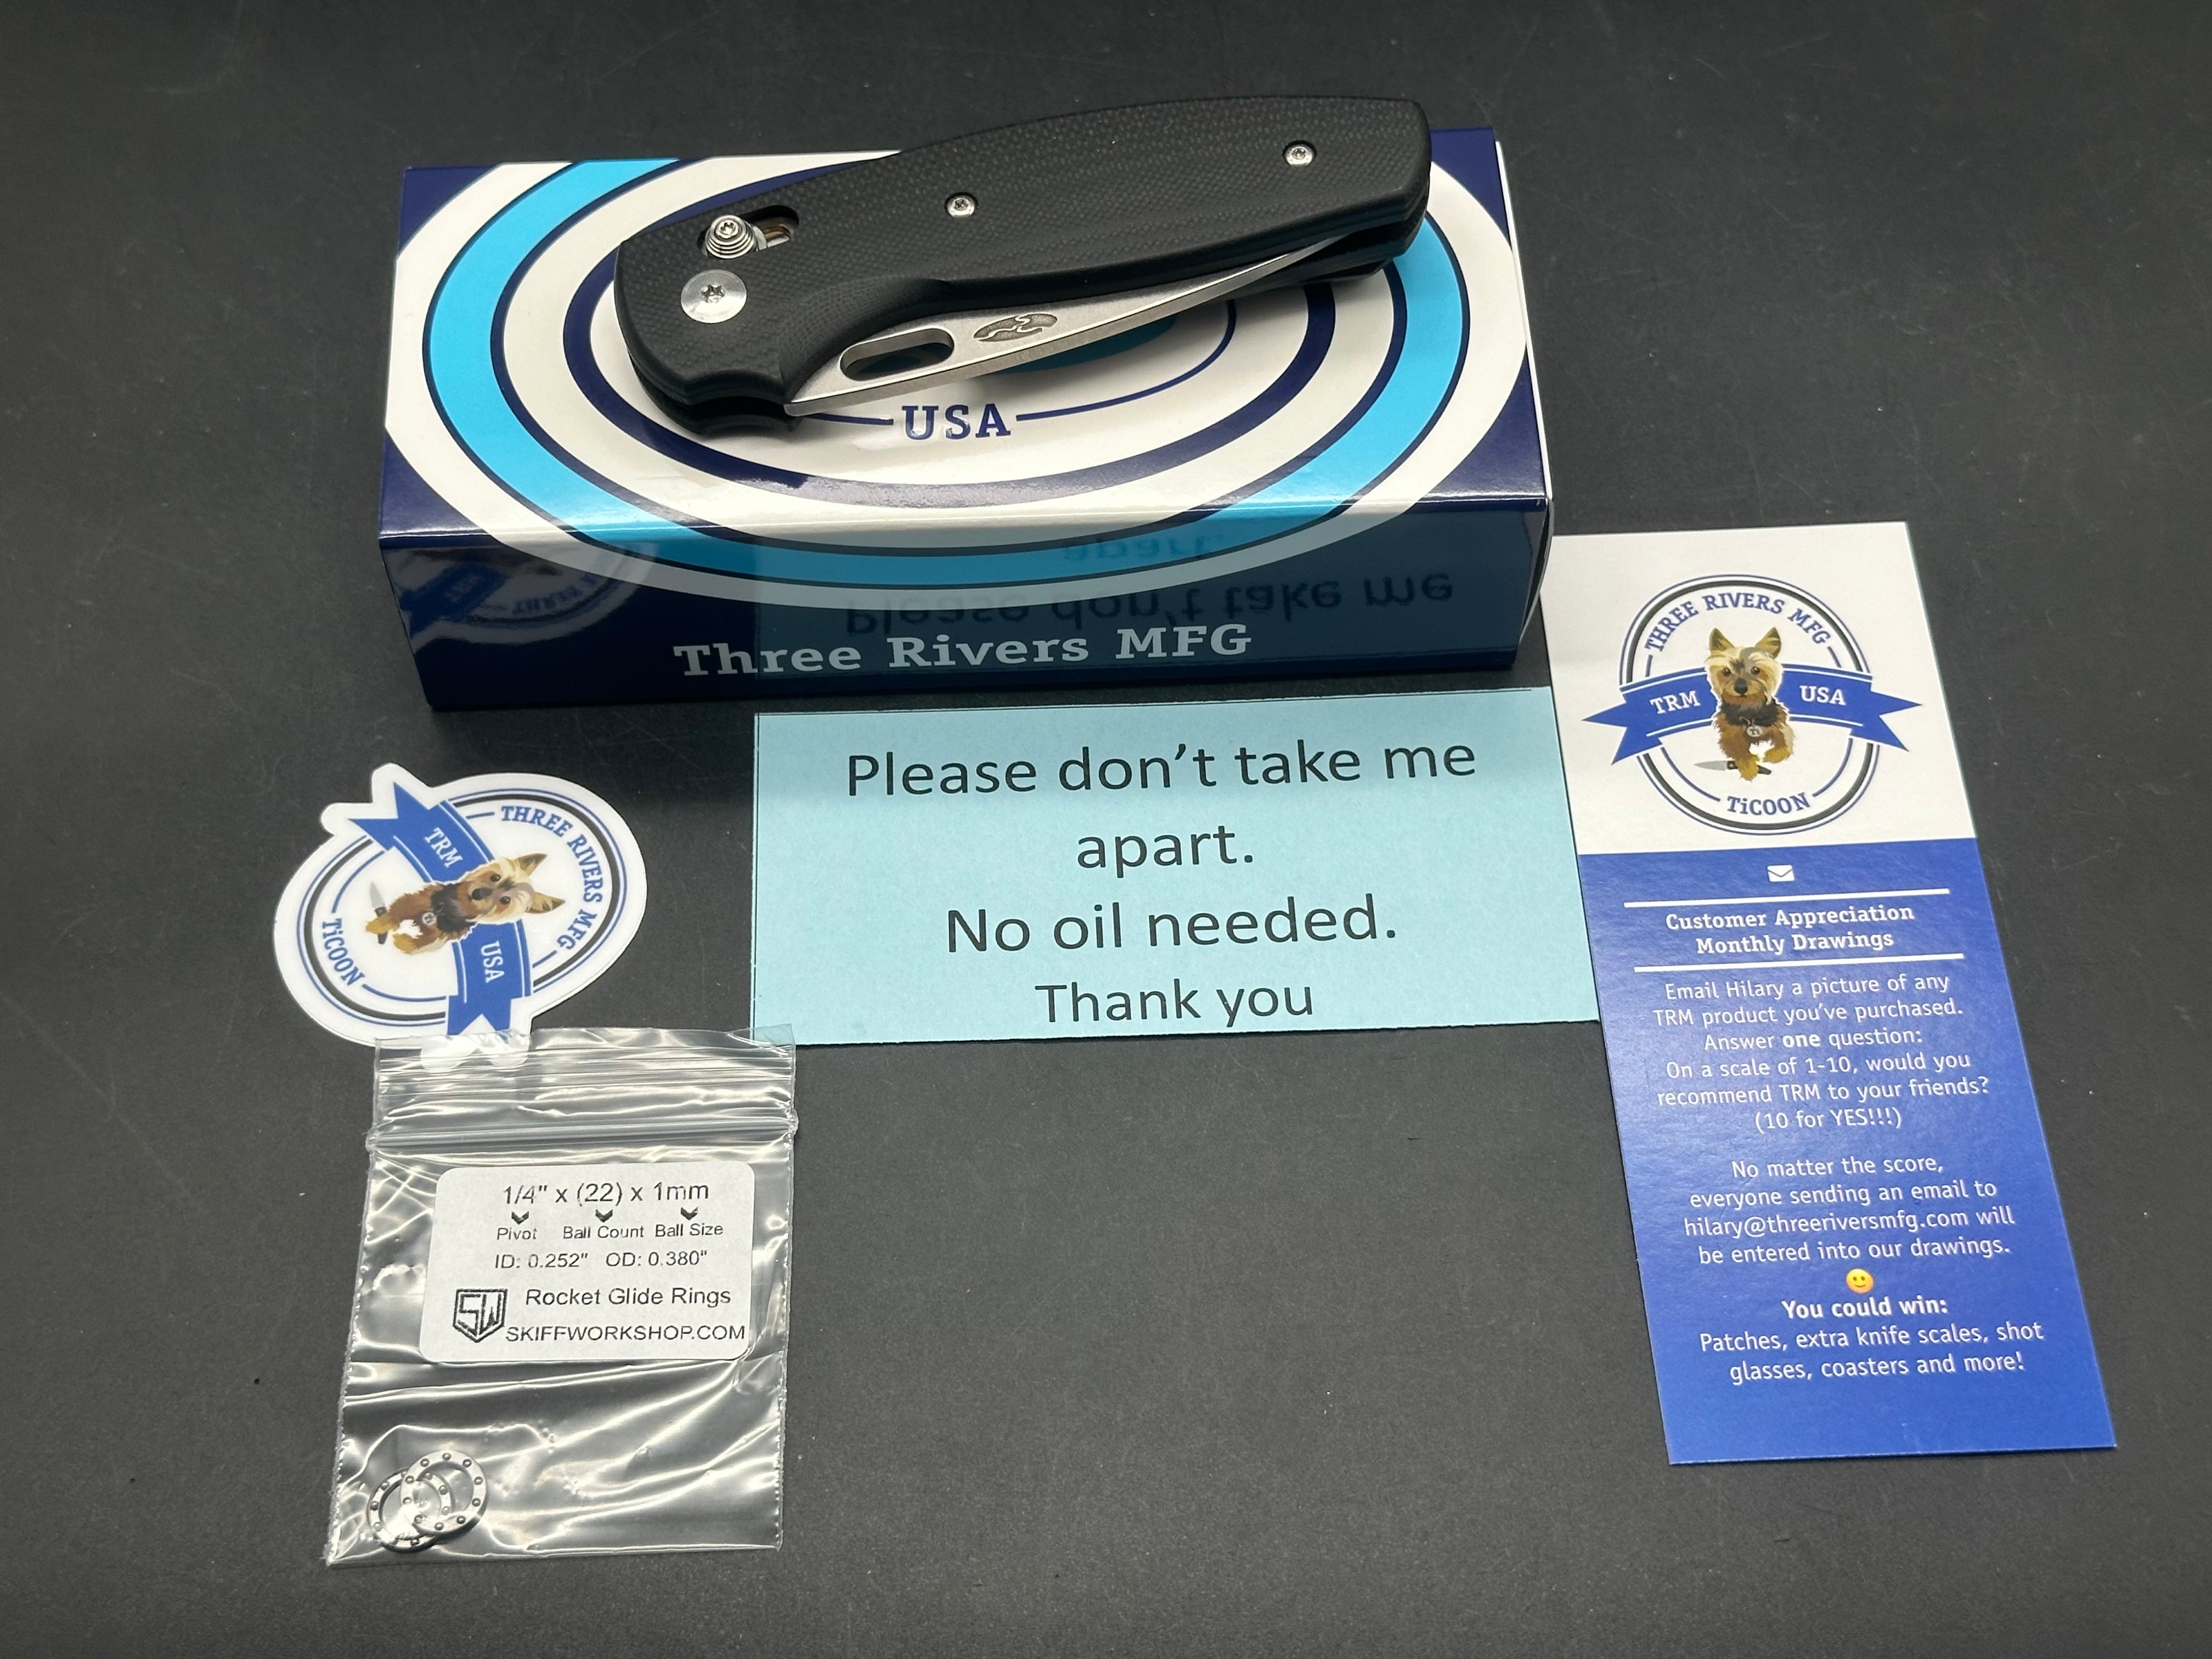 USA
Three Rivers MFG
Please don't take me
apart.
No oil needed.
Thank you
THREE RIVERS MFG
TRM USA
TiCOON
THREE RIVERS MFG
TRM USA
TiCOON
Customer Appreciation
Monthly Drawings
Email Hilary a picture of any
TRM product you've purchased.
Answer one question:
On a scale of 1-10, would you
recommend TRM to your friends?
(10 for YES!!!)
No matter the score,
everyone sending an email to
hilary@threeriversmfg.com will
be entered into our drawings.
You could win:
Patches, extra knife scales, shot
glasses, coasters and more!
1/4" x (22) x 1mm
Pivot Ball Count Ball Size
ID: 0.252" OD: 0.380"
SW
Rocket Glide Rings
SKIFFWORKSHOP.COM